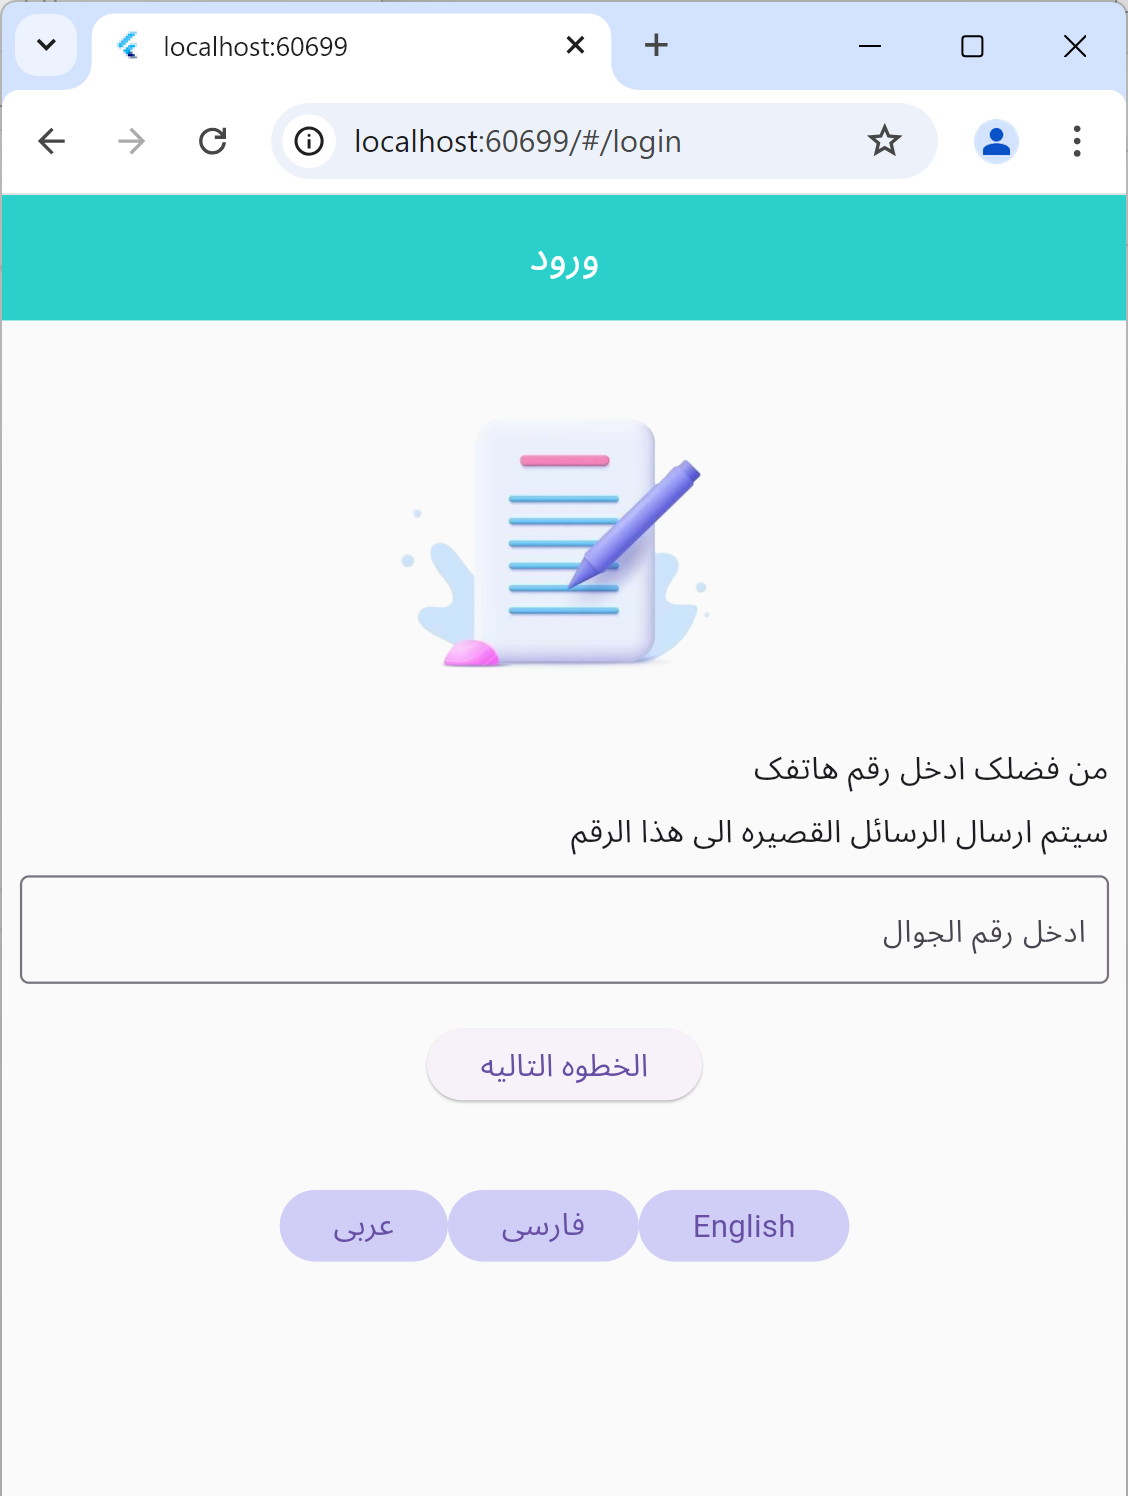 localhost:60699
localhost:60699/#/login
ورود
من فضلک ادخل رقم هاتفک
سیتم ارسال الرسائل القصیره الی هذا الرقم
ادخل رقم الجوال
الخطوه التالیه
English
فارسی
عربی